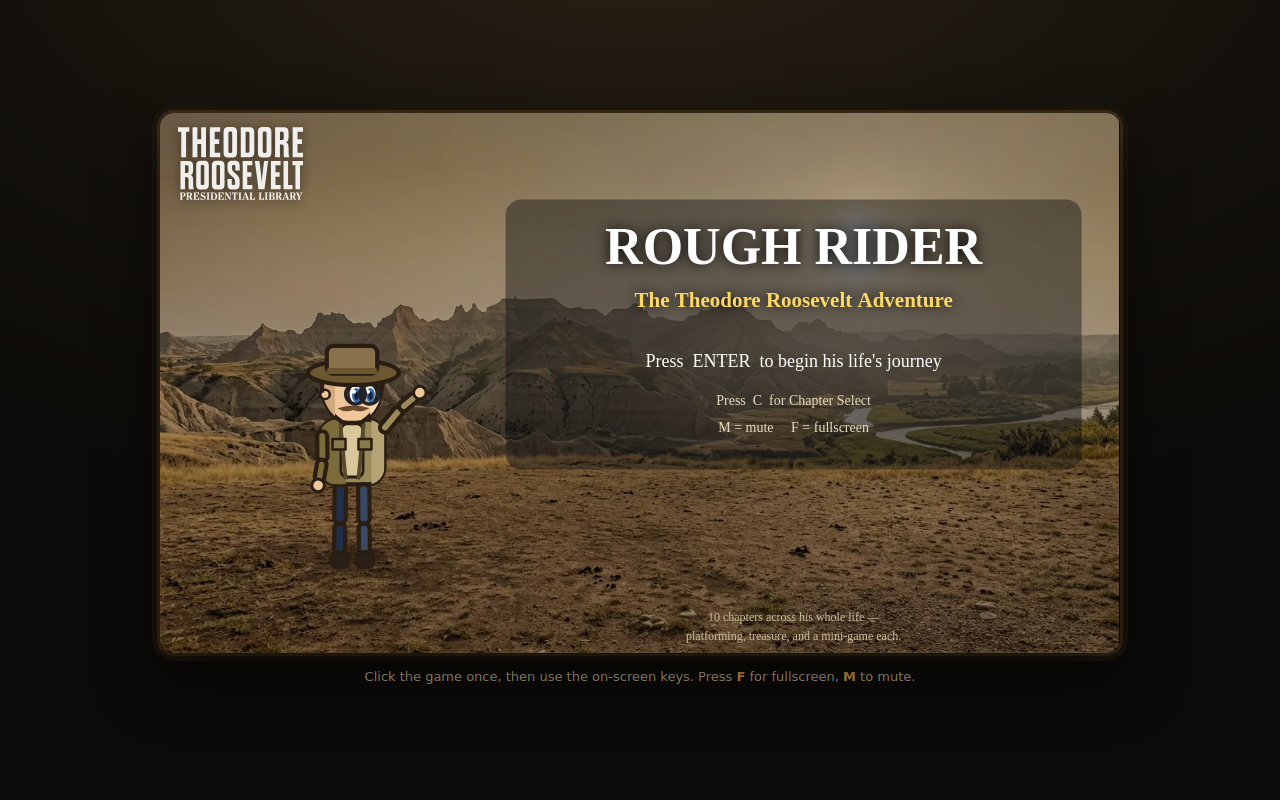 THEODORE
ROOSEVELT
PRESIDENTIAL LIBRARY
ROUGH RIDER
The Theodore Roosevelt Adventure
Press ENTER to begin his life's journey
Press C for Chapter Select
M = mute F = fullscreen
10 chapters across his whole life —
platforming, treasure, and a mini-game each.
Click the game once, then use the on-screen keys. Press F for fullscreen, M to mute.